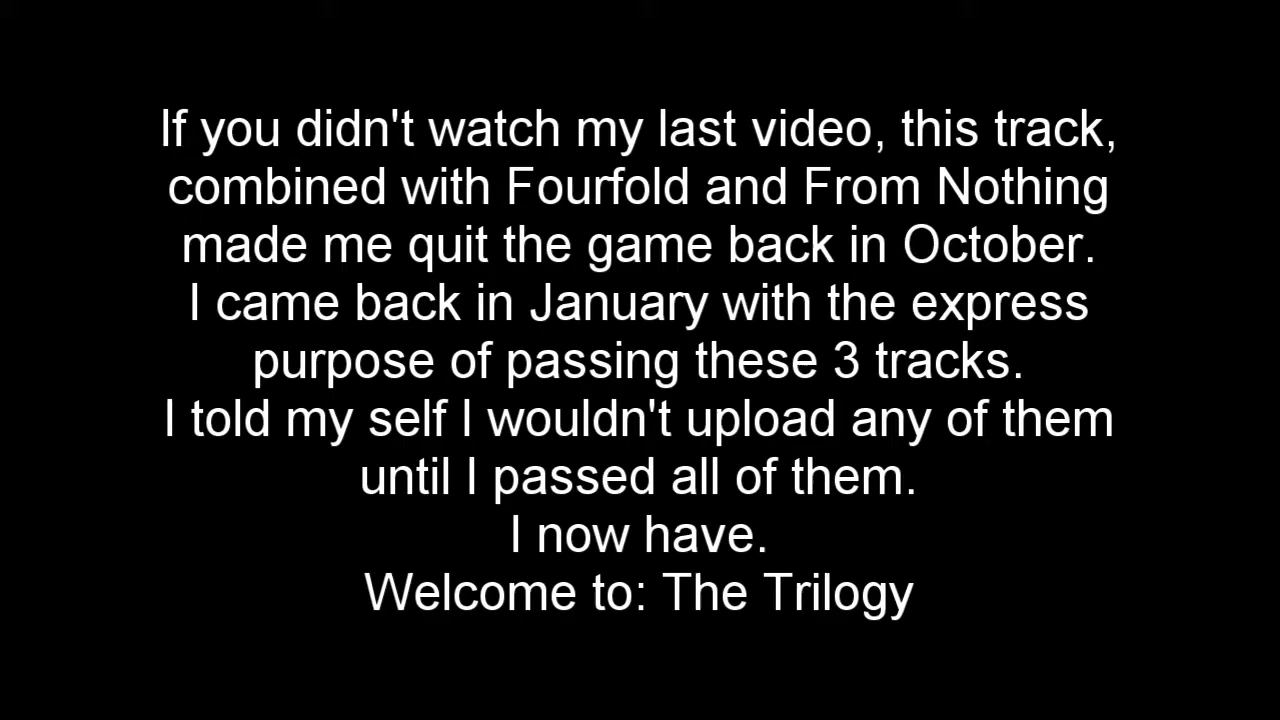 If you didn't watch my last video, this track,
combined with Fourfold and From Nothing
made me quit the game back in October.
I came back in January with the express
purpose of passing these 3 tracks.
I told my self I wouldn't upload any of them
until I passed all of them.
I now have.
Welcome to: The Trilogy